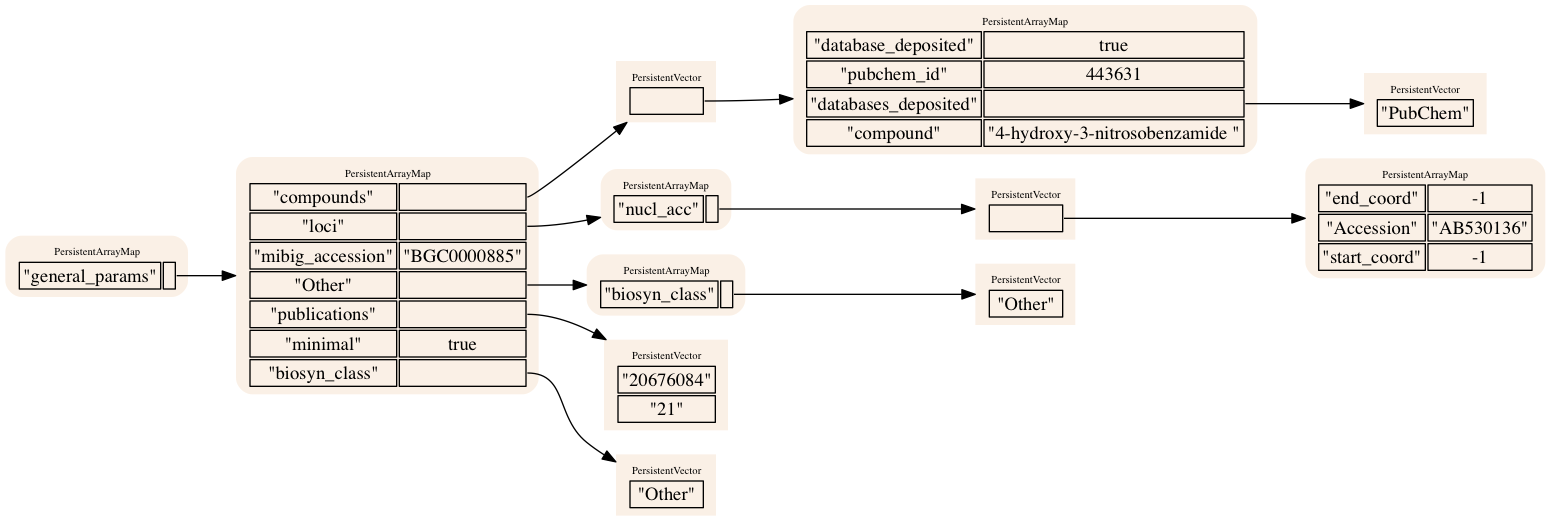 PersistentArrayMap
"general_params"
PersistentArrayMap
"compounds"
"loci"
"mibig_accession" "BGC0000885"
"Other"
"publications"
"minimal" true
"biosyn_class"
PersistentVector
PersistentArrayMap
"database_deposited" true
"pubchem_id" 443631
"databases_deposited"
"compound" "4-hydroxy-3-nitrosobenzamide "
PersistentVector
"PubChem"
PersistentArrayMap
"nucl_acc"
PersistentVector
PersistentArrayMap
"end_coord" -1
"Accession" "AB530136"
"start_coord" -1
PersistentArrayMap
"biosyn_class"
PersistentVector
"Other"
PersistentVector
"20676084"
"21"
PersistentVector
"Other"